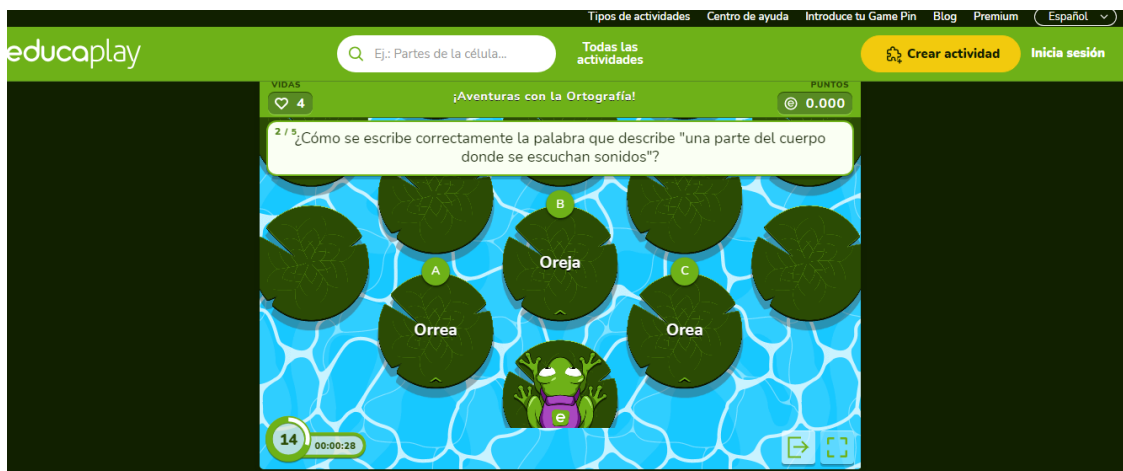 Tipos de actividades Centro de ayuda Introduce tu Game Pin Blog Premium Español
educaplay
Ej.: Partes de la célula...
Todas las
actividades
Crear actividad
Inicia sesión
VIDAS
4
¡Aventuras con la Ortografía!
PUNTOS
0.000
2 / 5
¿Cómo se escribe correctamente la palabra que describe "una parte del cuerpo
donde se escuchan sonidos"?
B
Oreja
A
Orrea
C
Orea
e
14
00:00:28